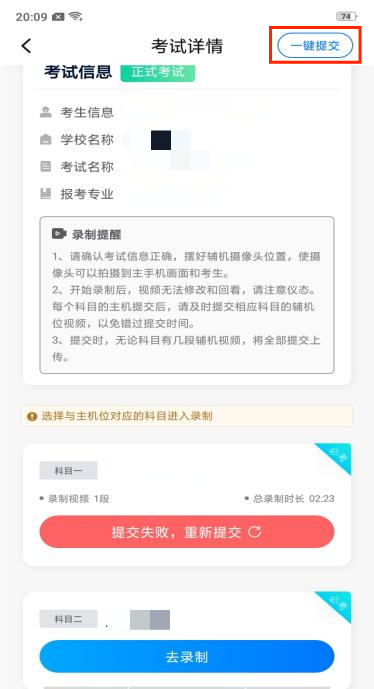 20:09
74
考试详情
一键提交
考试信息
正式考试
考生信息
学校名称
考试名称
报考专业
录制提醒
1、请确认考试信息正确，摆好辅机摄像头位置，使摄
像头可以拍摄到主手机画面和考生。
2、开始录制后，视频无法修改和回看，请注意仪态。
每个科目的主机提交后，请及时提交相应科目的辅机
位视频，以免错过提交时间。
3、提交时，无论科目有几段辅机视频，将全部提交上
传。
选择与主机位对应的科目进入录制
必考
科目一
录制视频 1段
总录制时长 02:23
提交失败，重新提交
必考
科目二
去录制